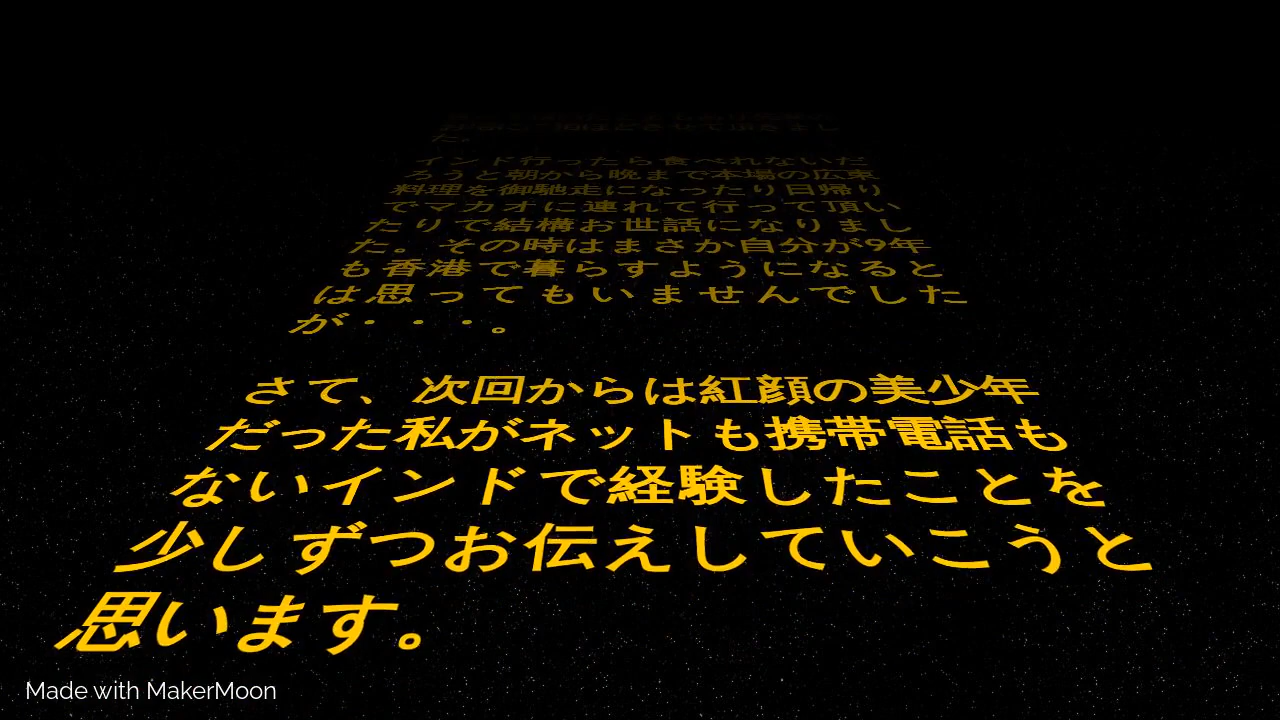 た。
インド行ったら食べれないだ
ろうと朝から晩まで本場の広東
料理を御馳走になったり日帰り
でマカオに連れて行って頂い
たりで結構お世話になりまし
た。その時はまさか自分が9年
も香港で暮らすようになると
は思ってもいませんでした
が・・・。
さて、次回からは紅顔の美少年
だった私がネットも携帯電話も
ないインドで経験したことを
少しずつお伝えしていこうと
思います。
Made with MakerMoon